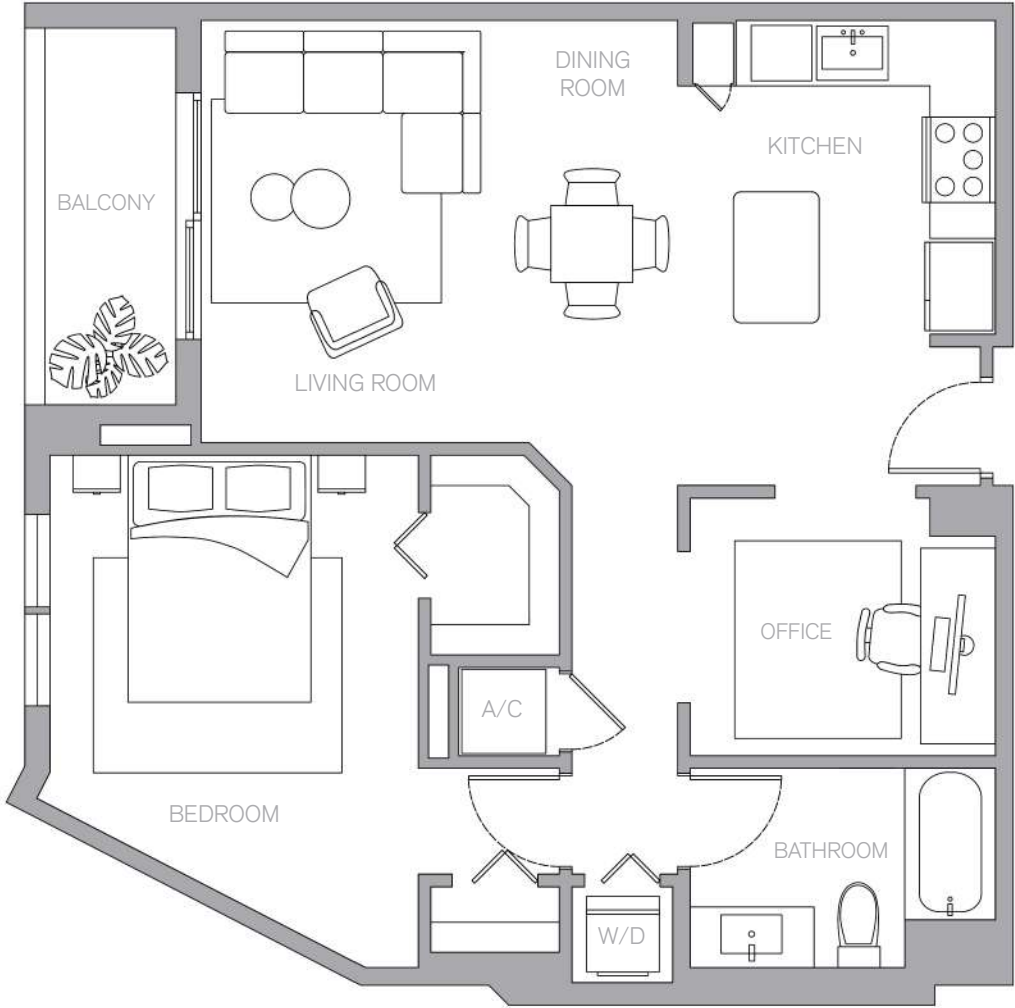 DINING
ROOM
KITCHEN
BALCONY
LIVING ROOM
OFFICE
A/C
BEDROOM
BATHROOM
W/D